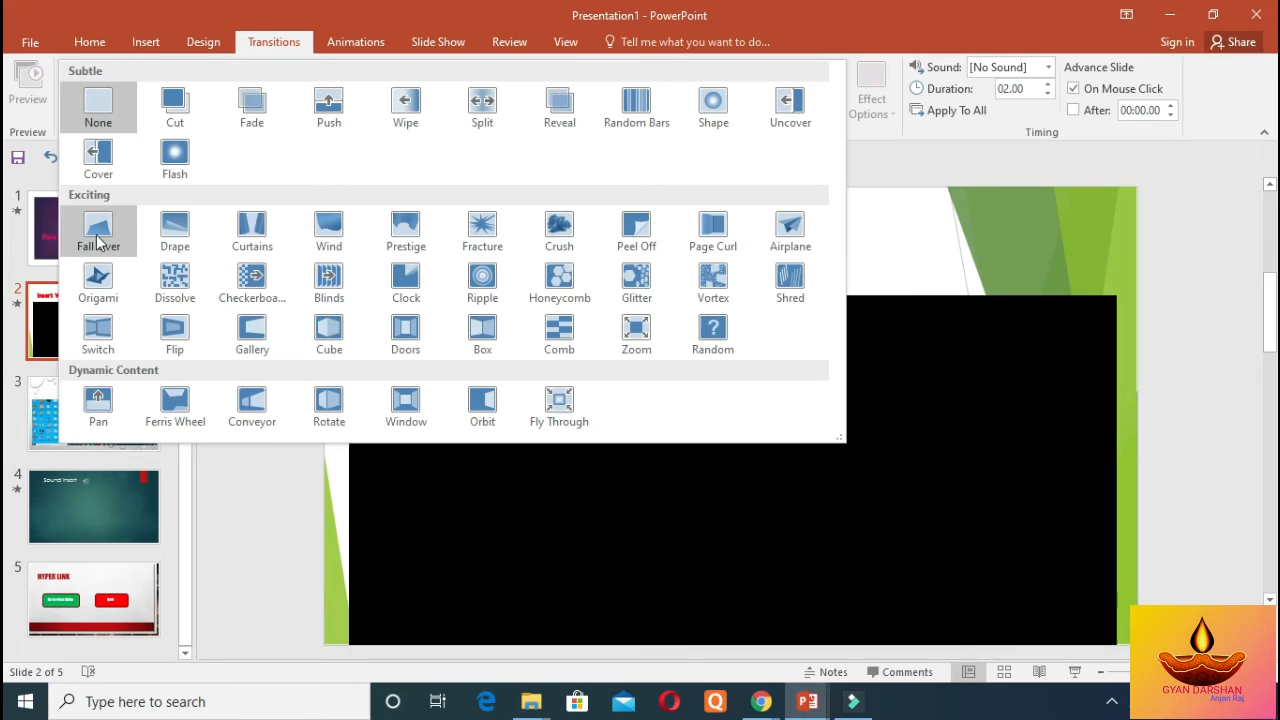 Presentation1 - PowerPoint
File Home Insert Design Transitions Animations Slide Show Review View Tell me what you want to do... Sign in Share
Preview
Preview
Effect Options
Sound: [No Sound]
Duration: 02.00
Apply To All
Advance Slide
On Mouse Click
After: 00:00.00
Timing
Subtle
None Cut Fade Push Wipe Split Reveal Random Bars Shape Uncover
Cover Flash
Exciting
Drape Curtains Wind Prestige Fracture Crush Peel Off Page Curl Airplane
Origami Dissolve Checkerboa... Blinds Clock Ripple Honeycomb Glitter Vortex Shred
Switch Flip Gallery Cube Doors Box Comb Zoom Random
Dynamic Content
Pan Ferris Wheel Conveyor Rotate Window Orbit Fly Through
1
2
Insert
3
4
Sound Insert
5
HYPER LINK
Slide 2 of 5
Notes Comments
Type here to search
GYAN DARSHAN
Anjan Raj